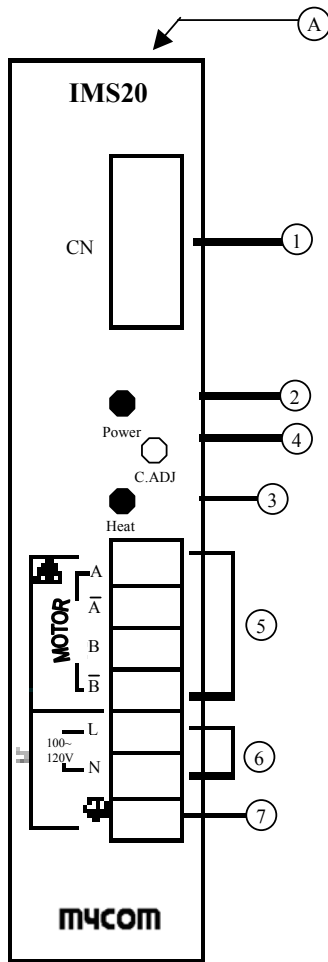 A
IMS20
CN
1
2
Power
4
C.ADJ
3
Heat
A
A̅
MOTOR
B
B̅
5
L
100~
120V
N
6
7
mycom